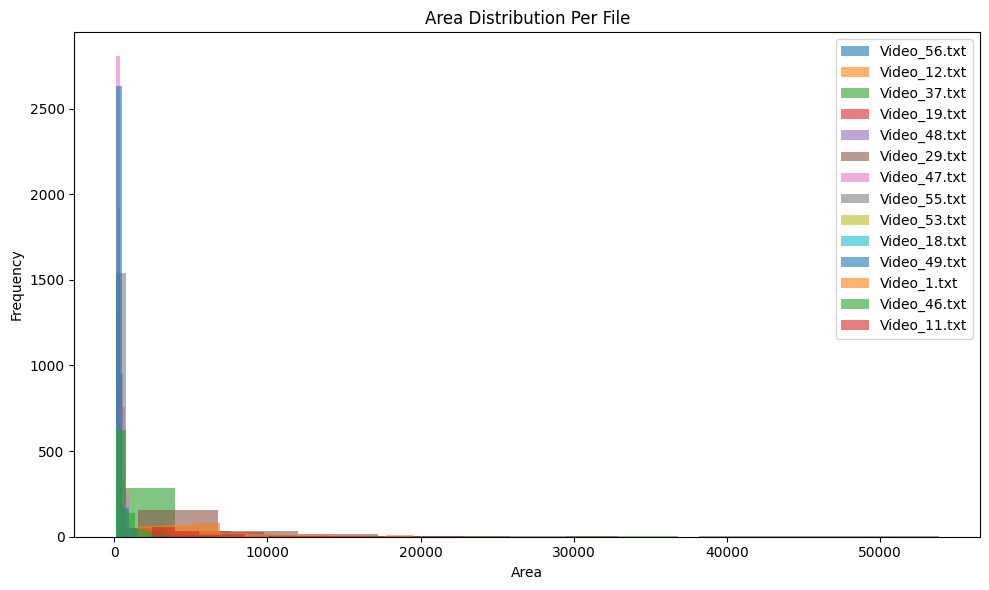 Area Distribution Per File
Video_56.txt
Video_12.txt
Video_37.txt
Video_19.txt
Video_48.txt
Video_29.txt
Video_47.txt
Video_55.txt
Video_53.txt
Video_18.txt
Video_49.txt
Video_1.txt
Video_46.txt
Video_11.txt
Frequency
2500
2000
1500
1000
500
0
0 10000 20000 30000 40000 50000
Area